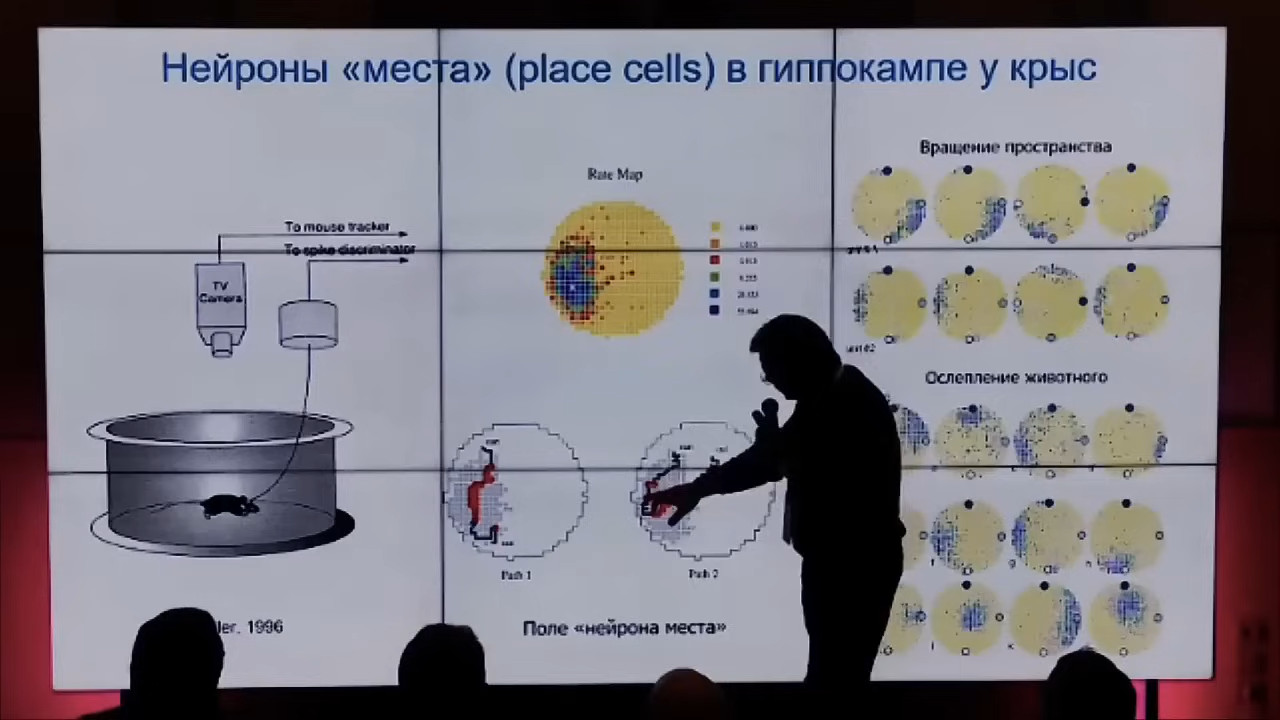 Нейроны «места» (place cells) в гиппокампе у крыс
To mouse tracker
To spike discriminator
TV
Camera
1996
Rate Map
Path 1
Path 2
Поле «нейрона места»
Вращение пространства
Ослепление животного